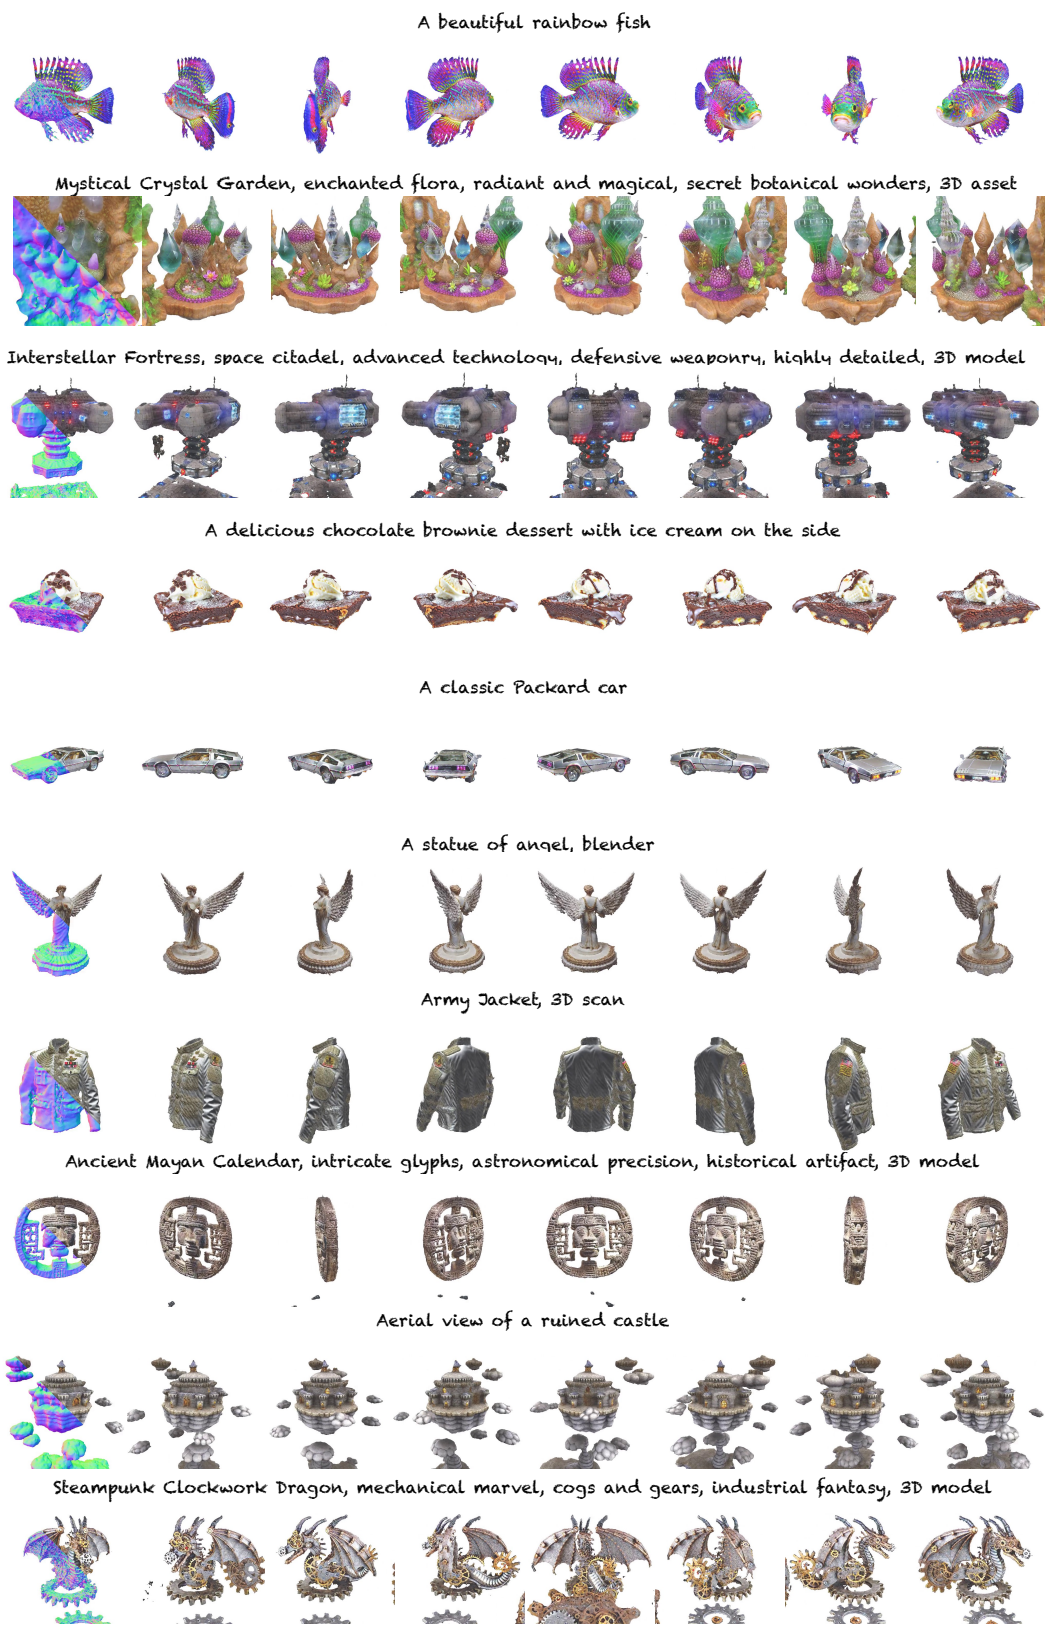 A beautiful rainbow fish
Mystical Crystal Garden, enchanted flora, radiant and magical, secret botanical wonders, 3D asset
Interstellar Fortress, space citadel, advanced technology, defensive weaponry, highly detailed, 3D model
A delicious chocolate brownie dessert with ice cream on the side
A classic Packard car
A statue of angel, blender
Army Jacket, 3D scan
Ancient Mayan Calendar, intricate glyphs, astronomical precision, historical artifact, 3D model
Aerial view of a ruined castle
Steampunk Clockwork Dragon, mechanical marvel, cogs and gears, industrial fantasy, 3D model